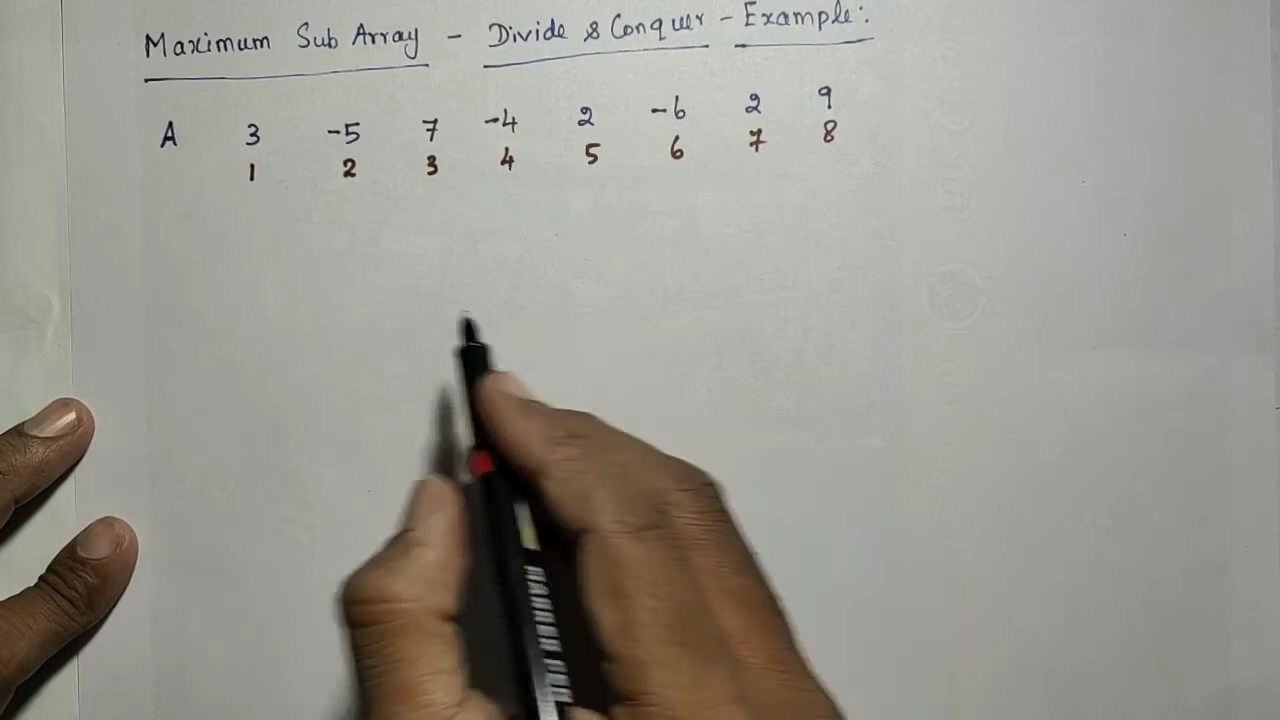 Maximum Sub Array - Divide & Conquer - Example:
A 3 -5 7 -4 2 -6 2 9
1 2 3 4 5 6 7 8